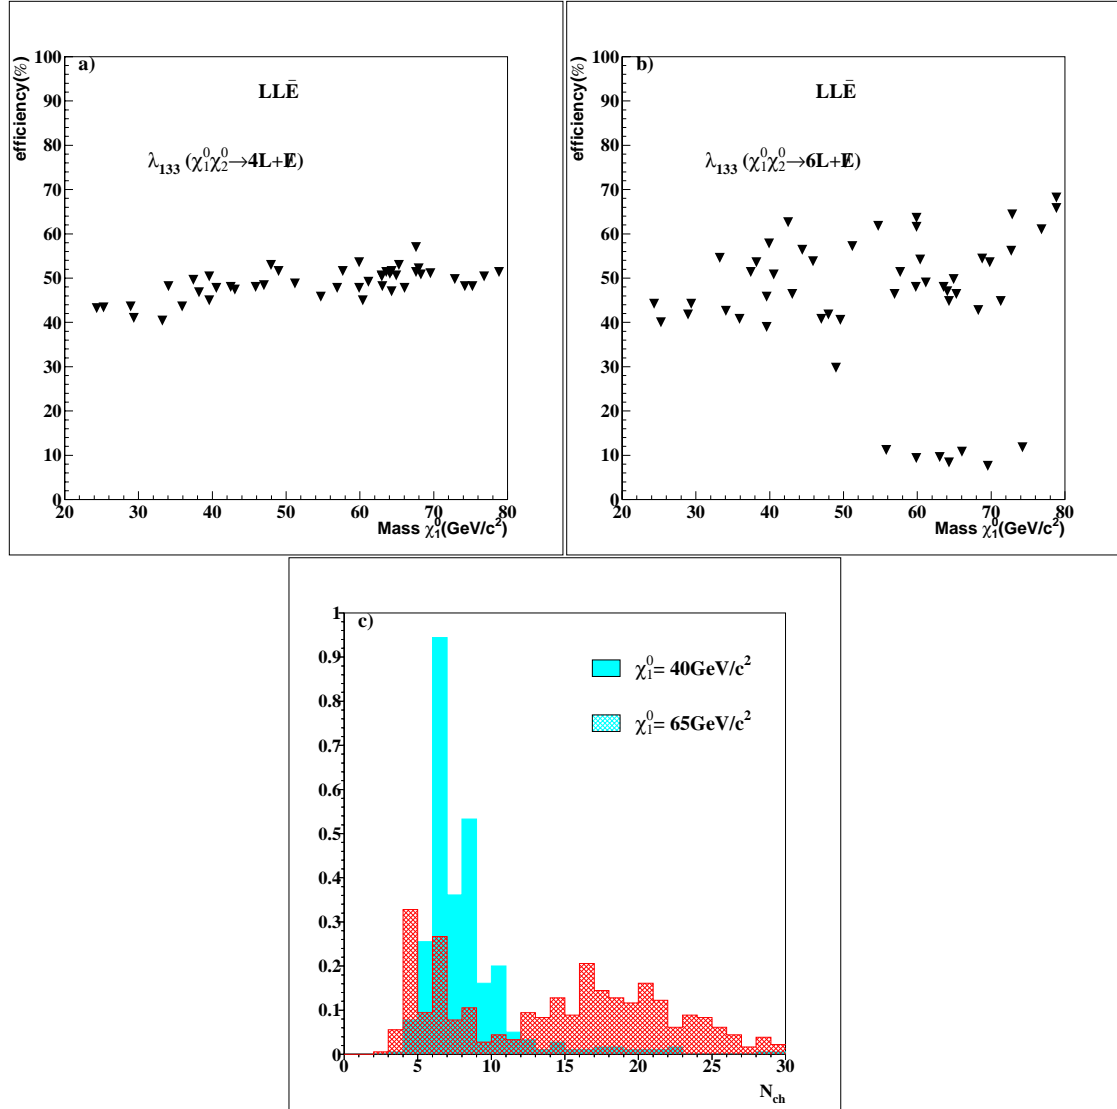 a)
LLĒ
λ₁₃₃ (χ₁⁰χ₂⁰→4L+E̸)
efficiency(%)
100
90
80
70
60
50
40
30
20
10
0
20 30 40 50 60 70 80
Mass χ₁⁰(GeV/c²)
b)
LLĒ
λ₁₃₃ (χ₁⁰χ₂⁰→6L+E̸)
efficiency(%)
100
90
80
70
60
50
40
30
20
10
0
20 30 40 50 60 70 80
Mass χ₁⁰(GeV/c²)
c)
χ₁⁰= 40GeV/c²
χ₁⁰= 65GeV/c²
1
0.9
0.8
0.7
0.6
0.5
0.4
0.3
0.2
0.1
0
0 5 10 15 20 25 30
N_ch